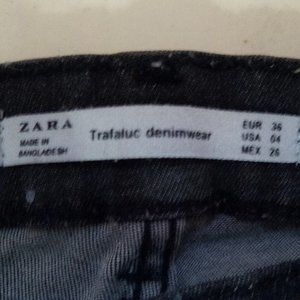 ZARA
MADE IN
BANGLADESH
Trafaluc denimwear
EUR 36
USA 04
MEX 26